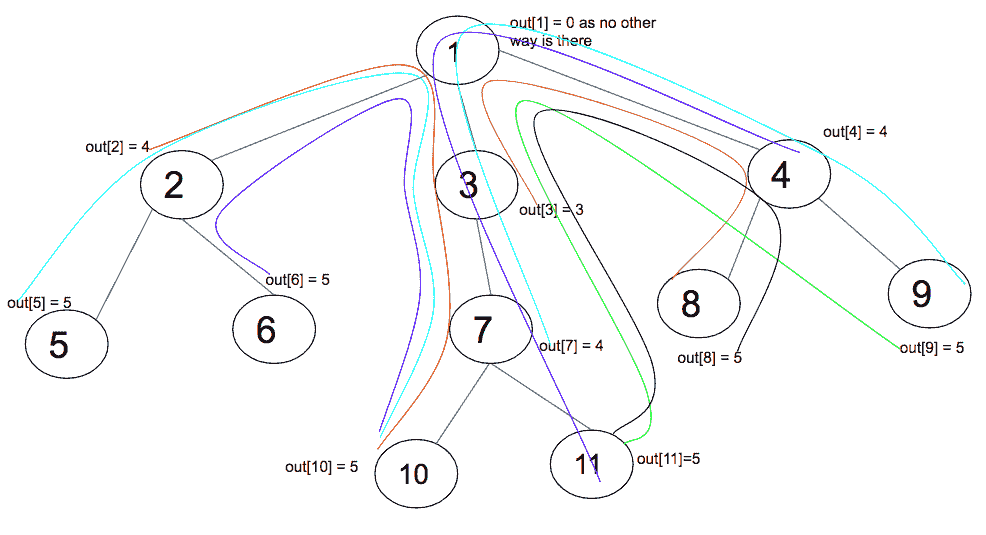 out[1] = 0 as no other
way is there
1
out[2] = 4
out[4] = 4
2
3
4
out[3] = 3
out[6] = 5
out[5] = 5
5
6
7
8
9
out[7] = 4
out[8] = 5
out[9] = 5
out[10] = 5
10
11
out[11]=5